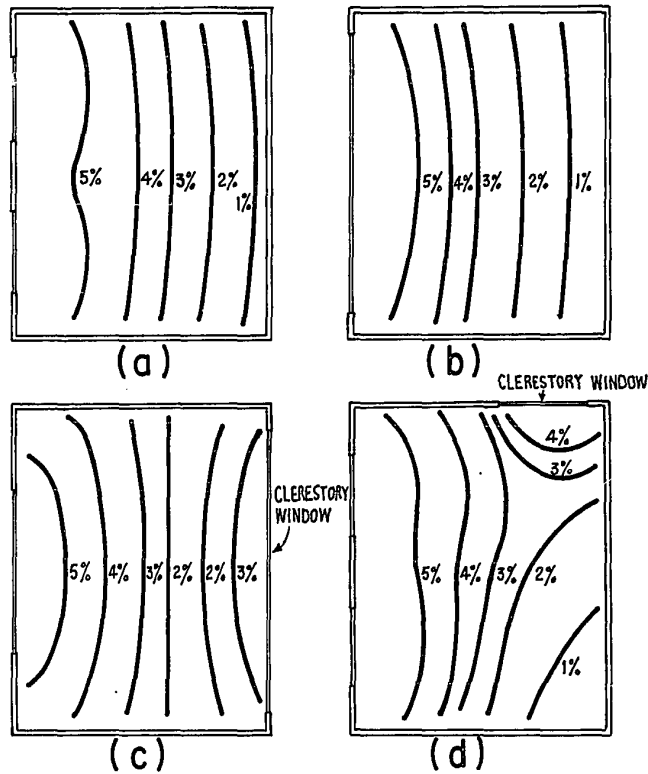 5% 4% 3% 2% 1%
(a)
5% 4% 3% 2% 1%
(b)
5% 4% 3% 2% 2% 3%
CLERESTORY
WINDOW
(c)
CLERESTORY WINDOW
4%
3%
5% 4% 3% 2%
1%
(d)